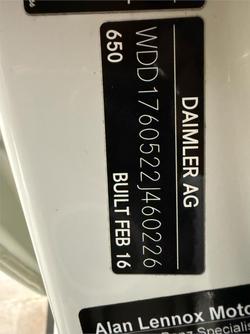 DAIMLER AG
WDD1760522J460226
650 BUILT FEB 16
Alan Lennox Moto